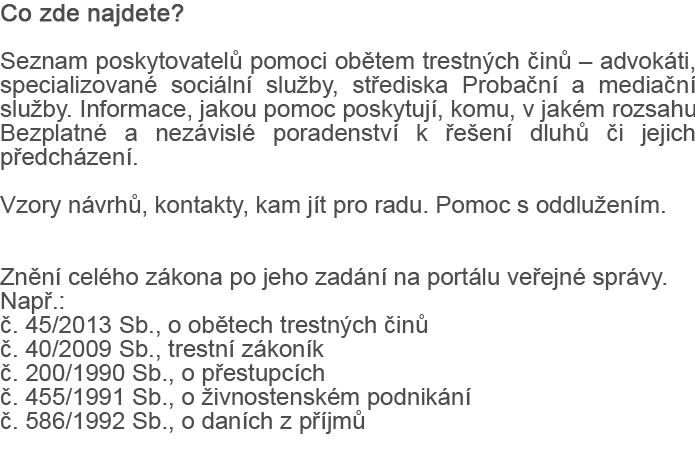 Co zde najdete?
Seznam poskytovatelů pomoci obětem trestných činů – advokáti,
specializované sociální služby, střediska Probační a mediační
služby. Informace, jakou pomoc poskytují, komu, v jakém rozsahu
Bezplatné a nezávislé poradenství k řešení dluhů či jejich
předcházení.
Vzory návrhů, kontakty, kam jít pro radu. Pomoc s oddlužením.
Znění celého zákona po jeho zadání na portálu veřejné správy.
Např.:
č. 45/2013 Sb., o obětech trestných činů
č. 40/2009 Sb., trestní zákoník
č. 200/1990 Sb., o přestupcích
č. 455/1991 Sb., o živnostenském podnikání
č. 586/1992 Sb., o daních z příjmů